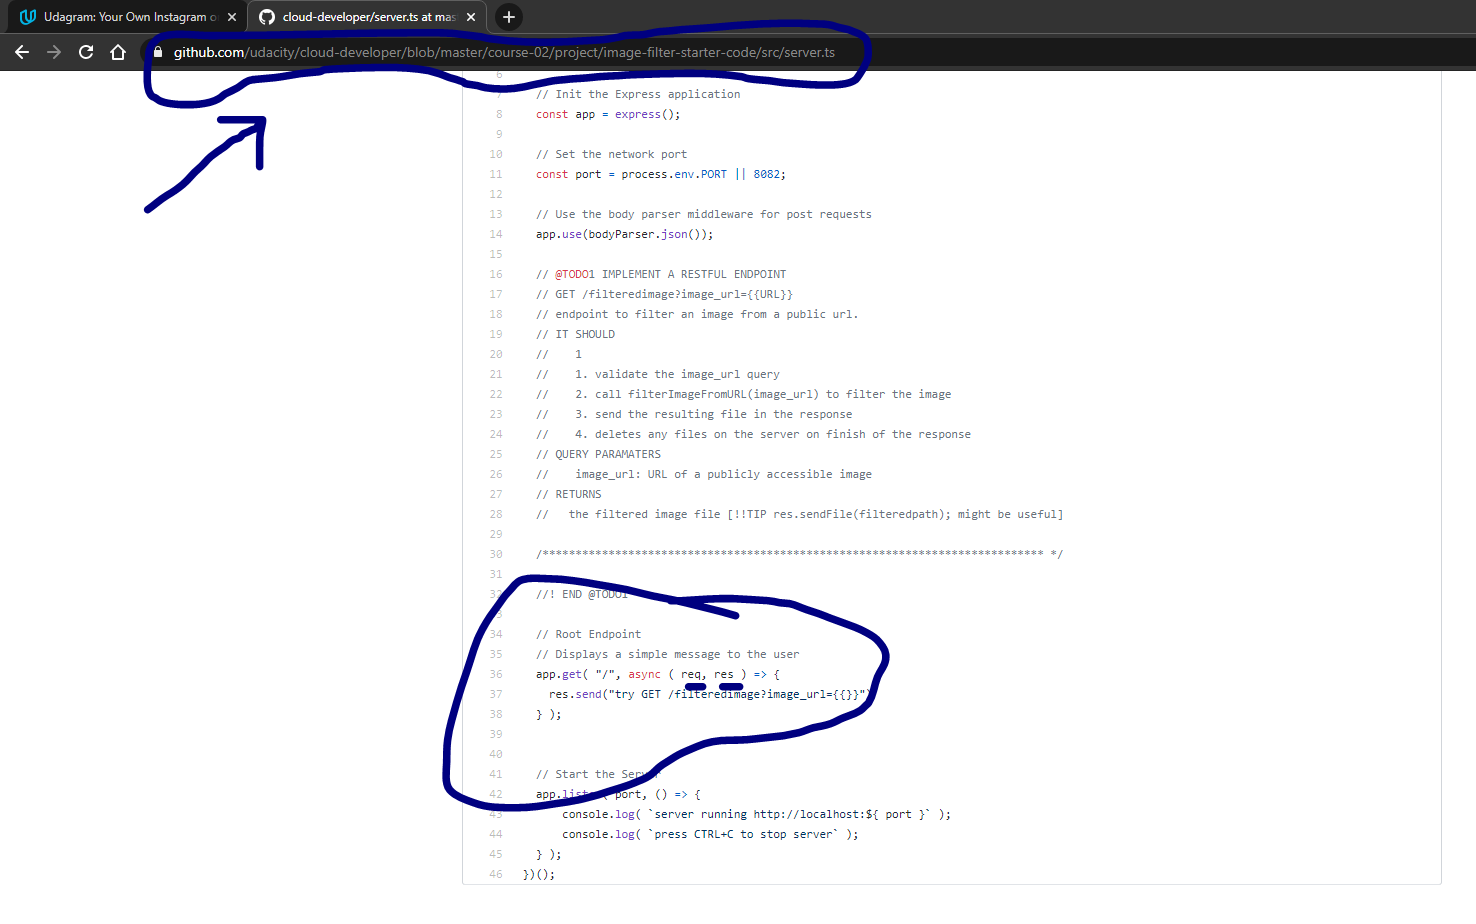 Udagram: Your Own Instagram o
cloud-developer/server.ts at mas
github.com/udacity/cloud-developer/blob/master/course-02/project/image-filter-starter-code/src/server.ts
6
7 // Init the Express application
8 const app = express();
9
10 // Set the network port
11 const port = process.env.PORT || 8082;
12
13 // Use the body parser middleware for post requests
14 app.use(bodyParser.json());
15
16 // @TODO1 IMPLEMENT A RESTFUL ENDPOINT
17 // GET /filteredimage?image_url={{URL}}
18 // endpoint to filter an image from a public url.
19 // IT SHOULD
20 //    1
21 //    1. validate the image_url query
22 //    2. call filterImageFromURL(image_url) to filter the image
23 //    3. send the resulting file in the response
24 //    4. deletes any files on the server on finish of the response
25 // QUERY PARAMATERS
26 //    image_url: URL of a publicly accessible image
27 // RETURNS
28 //   the filtered image file [!!TIP res.sendFile(filteredpath); might be useful]
29
30 /**************************************************************************** */
31
32 //! END @TODO1
33
34 // Root Endpoint
35 // Displays a simple message to the user
36 app.get( "/", async ( req, res ) => {
37   res.send("try GET /filteredimage?image_url={{}}")
38 } );
39
40
41 // Start the Server
42 app.listen( port, () => {
43     console.log( `server running http://localhost:${ port }` );
44     console.log( `press CTRL+C to stop server` );
45 } );
46 })();